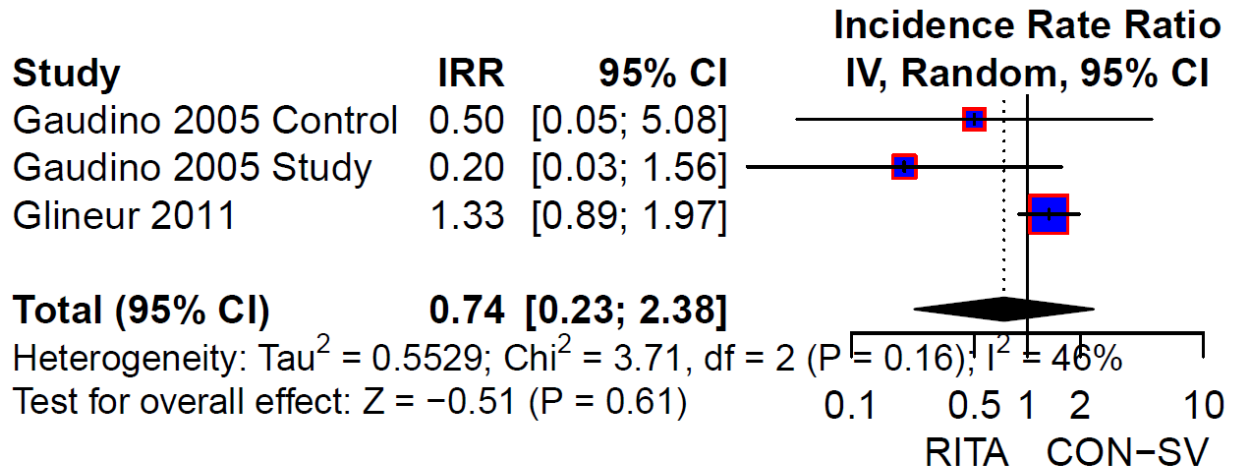 Incidence Rate Ratio
Study IRR 95% CI IV, Random, 95% CI
Gaudino 2005 Control 0.50 [0.05; 5.08]
Gaudino 2005 Study 0.20 [0.03; 1.56]
Glineur 2011 1.33 [0.89; 1.97]
Total (95% CI) 0.74 [0.23; 2.38]
Heterogeneity: Tau² = 0.5529; Chi² = 3.71, df = 2 (P = 0.16); I² = 46%
Test for overall effect: Z = −0.51 (P = 0.61) 0.1 0.5 1 2 10
RITA CON−SV